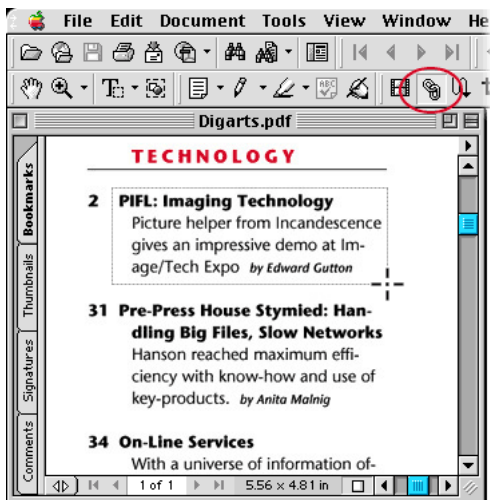 File Edit Document Tools View Window He
Digarts.pdf
Bookmarks
Thumbnails
Signatures
Comments
TECHNOLOGY
2 PIFL: Imaging Technology
Picture helper from Incandescence
gives an impressive demo at Im-
age/Tech Expo by Edward Gutton
31 Pre-Press House Stymied: Han-
dling Big Files, Slow Networks
Hanson reached maximum effi-
ciency with know-how and use of
key-products. by Anita Malnig
34 On-Line Services
With a universe of information of-
1 of 1 5.56 × 4.81 in